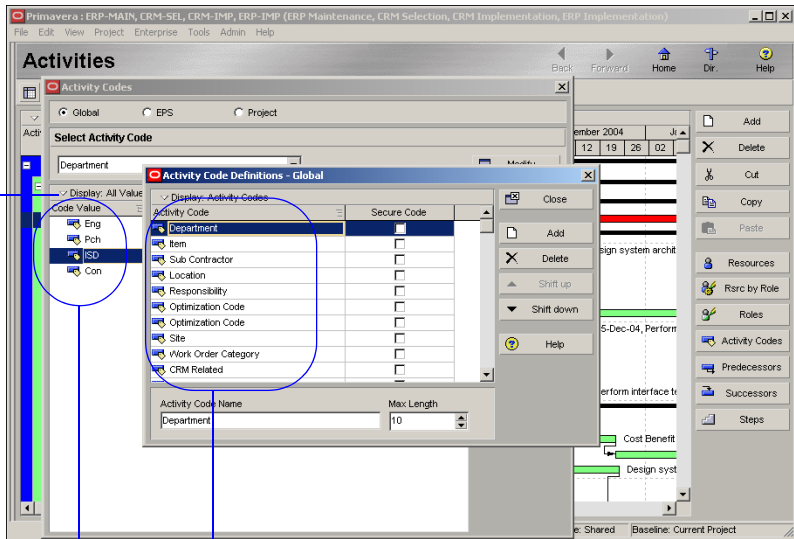 Primavera : ERP-MAIN, CRM-SEL, CRM-IMP, ERP-IMP (ERP Maintenance, CRM Selection, CRM Implementation, ERP Implementation)
File Edit View Project Enterprise Tools Admin Help
Activities
Back Forward Home Dir. Help
Activity Codes
Global EPS Project
Select Activity Code
Department
Display: All Value
Code Value
Eng
Pch
ISD
Con
Activity Code Definitions - Global
Display: Activity Codes
Activity Code Secure Code
Department
Item
Sub Contractor
Location
Responsibility
Optimization Code
Optimization Code
Site
Work Order Category
CRM Related
Activity Code Name Max Length
Department 10
Close
Add
Delete
Shift up
Shift down
Help
ember 2004
12 19 26 02
sign system archit
5-Dec-04, Perform
erform interface te
Cost Benefit
Design syst
Add
Delete
Cut
Copy
Paste
Resources
Rsrc by Role
Roles
Activity Codes
Predecessors
Successors
Steps
e: Shared Baseline: Current Project